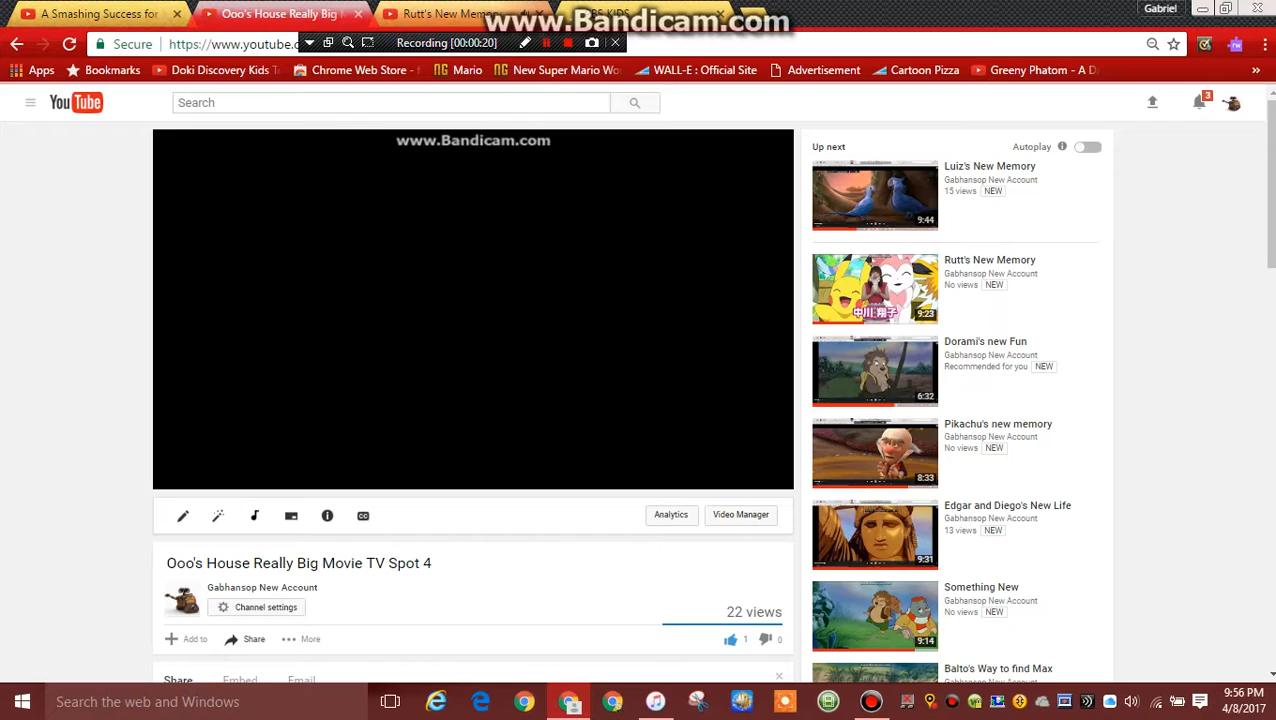 A Smashing Success for
Ooo's House Really Big
Rutt's New Mem
www.Bandicam.com
Gabriel
Secure
https://www.youtube.c
Recording [00:00:20]
Apps
Bookmarks
Doki Discovery Kids T
Chrome Web Store - F
Mario
New Super Mario Wo
WALL-E : Official Site
Advertisement
Cartoon Pizza
Greeny Phatom - A D
YouTube
Search
3
www.Bandicam.com
Up next
Autoplay
Luiz's New Memory
Gabhansop New Account
15 views NEW
9:44
Rutt's New Memory
Gabhansop New Account
No views NEW
中川 翔子
9:23
Dorami's new Fun
Gabhansop New Account
Recommended for you NEW
6:32
Pikachu's new memory
Gabhansop New Account
No views NEW
8:33
Edgar and Diego's New Life
Gabhansop New Account
13 views NEW
9:31
Something New
Gabhansop New Account
No views NEW
9:14
Balto's Way to find Max
Analytics
Video Manager
Ooo's House Really Big Movie TV Spot 4
Gabhansop New Account
Channel settings
22 views
Add to
Share
More
1
0
Share
Embed
Email
Search the web and Windows
9:56 PM
4/8/2017